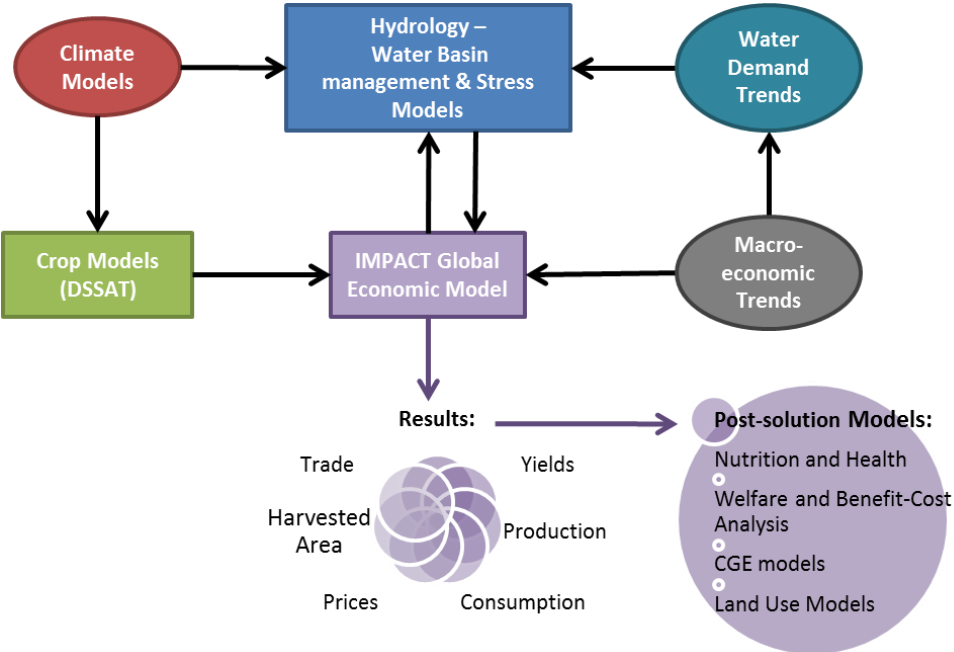 Climate
Models
Hydrology –
Water Basin
management & Stress
Models
Water
Demand
Trends
Crop Models
(DSSAT)
IMPACT Global
Economic Model
Macro-
economic
Trends
Results:
Trade
Yields
Harvested
Area
Production
Prices
Consumption
Post-solution Models:
Nutrition and Health
Welfare and Benefit-Cost
Analysis
CGE models
Land Use Models